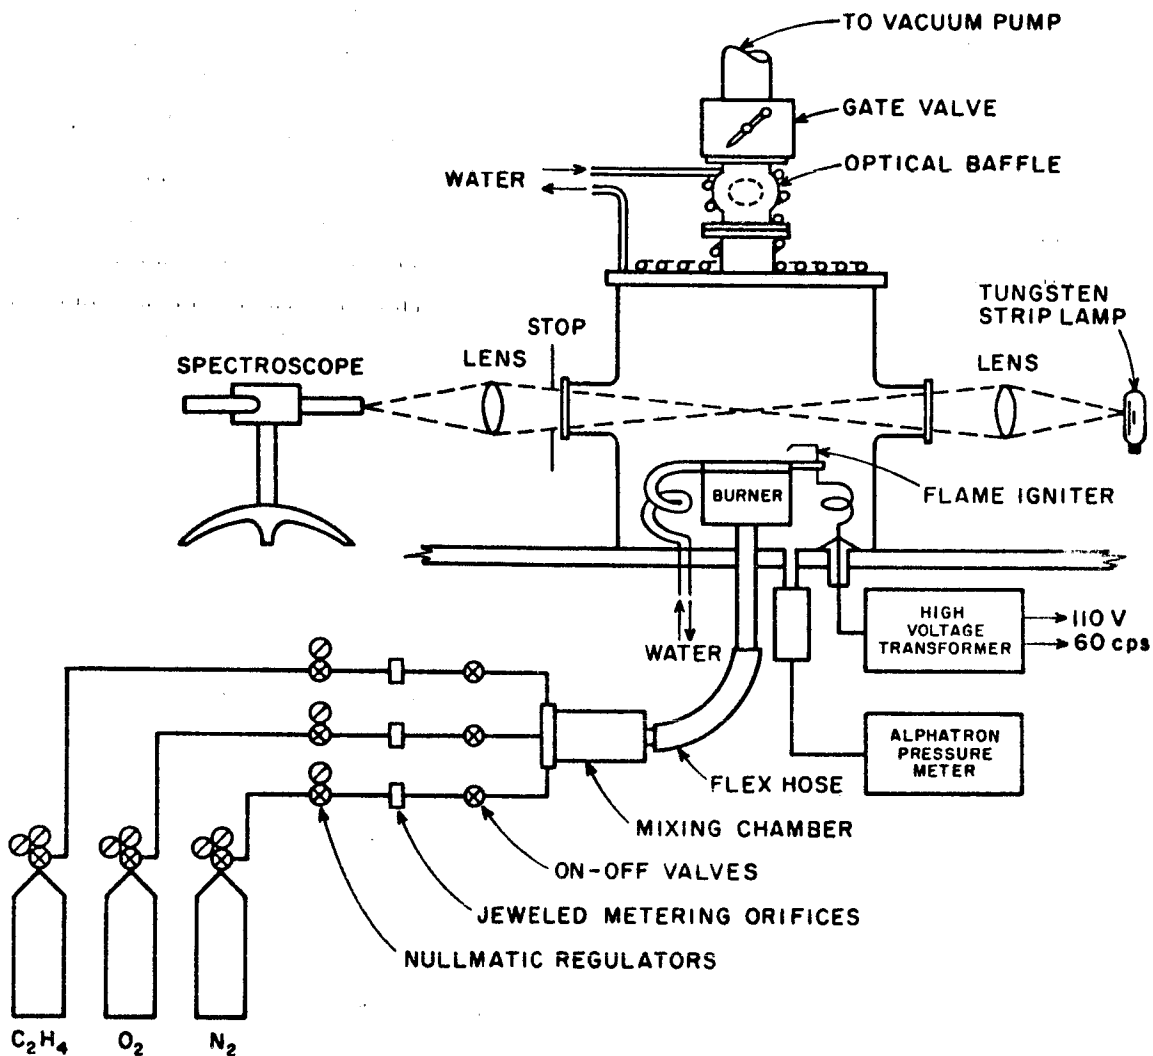 TO VACUUM PUMP
GATE VALVE
OPTICAL BAFFLE
WATER
TUNGSTEN
STRIP LAMP
STOP
LENS
LENS
SPECTROSCOPE
BURNER
FLAME IGNITER
HIGH
VOLTAGE
TRANSFORMER
110 V
60 cps
WATER
ALPHATRON
PRESSURE
METER
FLEX HOSE
MIXING CHAMBER
ON-OFF VALVES
JEWELED METERING ORIFICES
NULLMATIC REGULATORS
C₂H₄
O₂
N₂